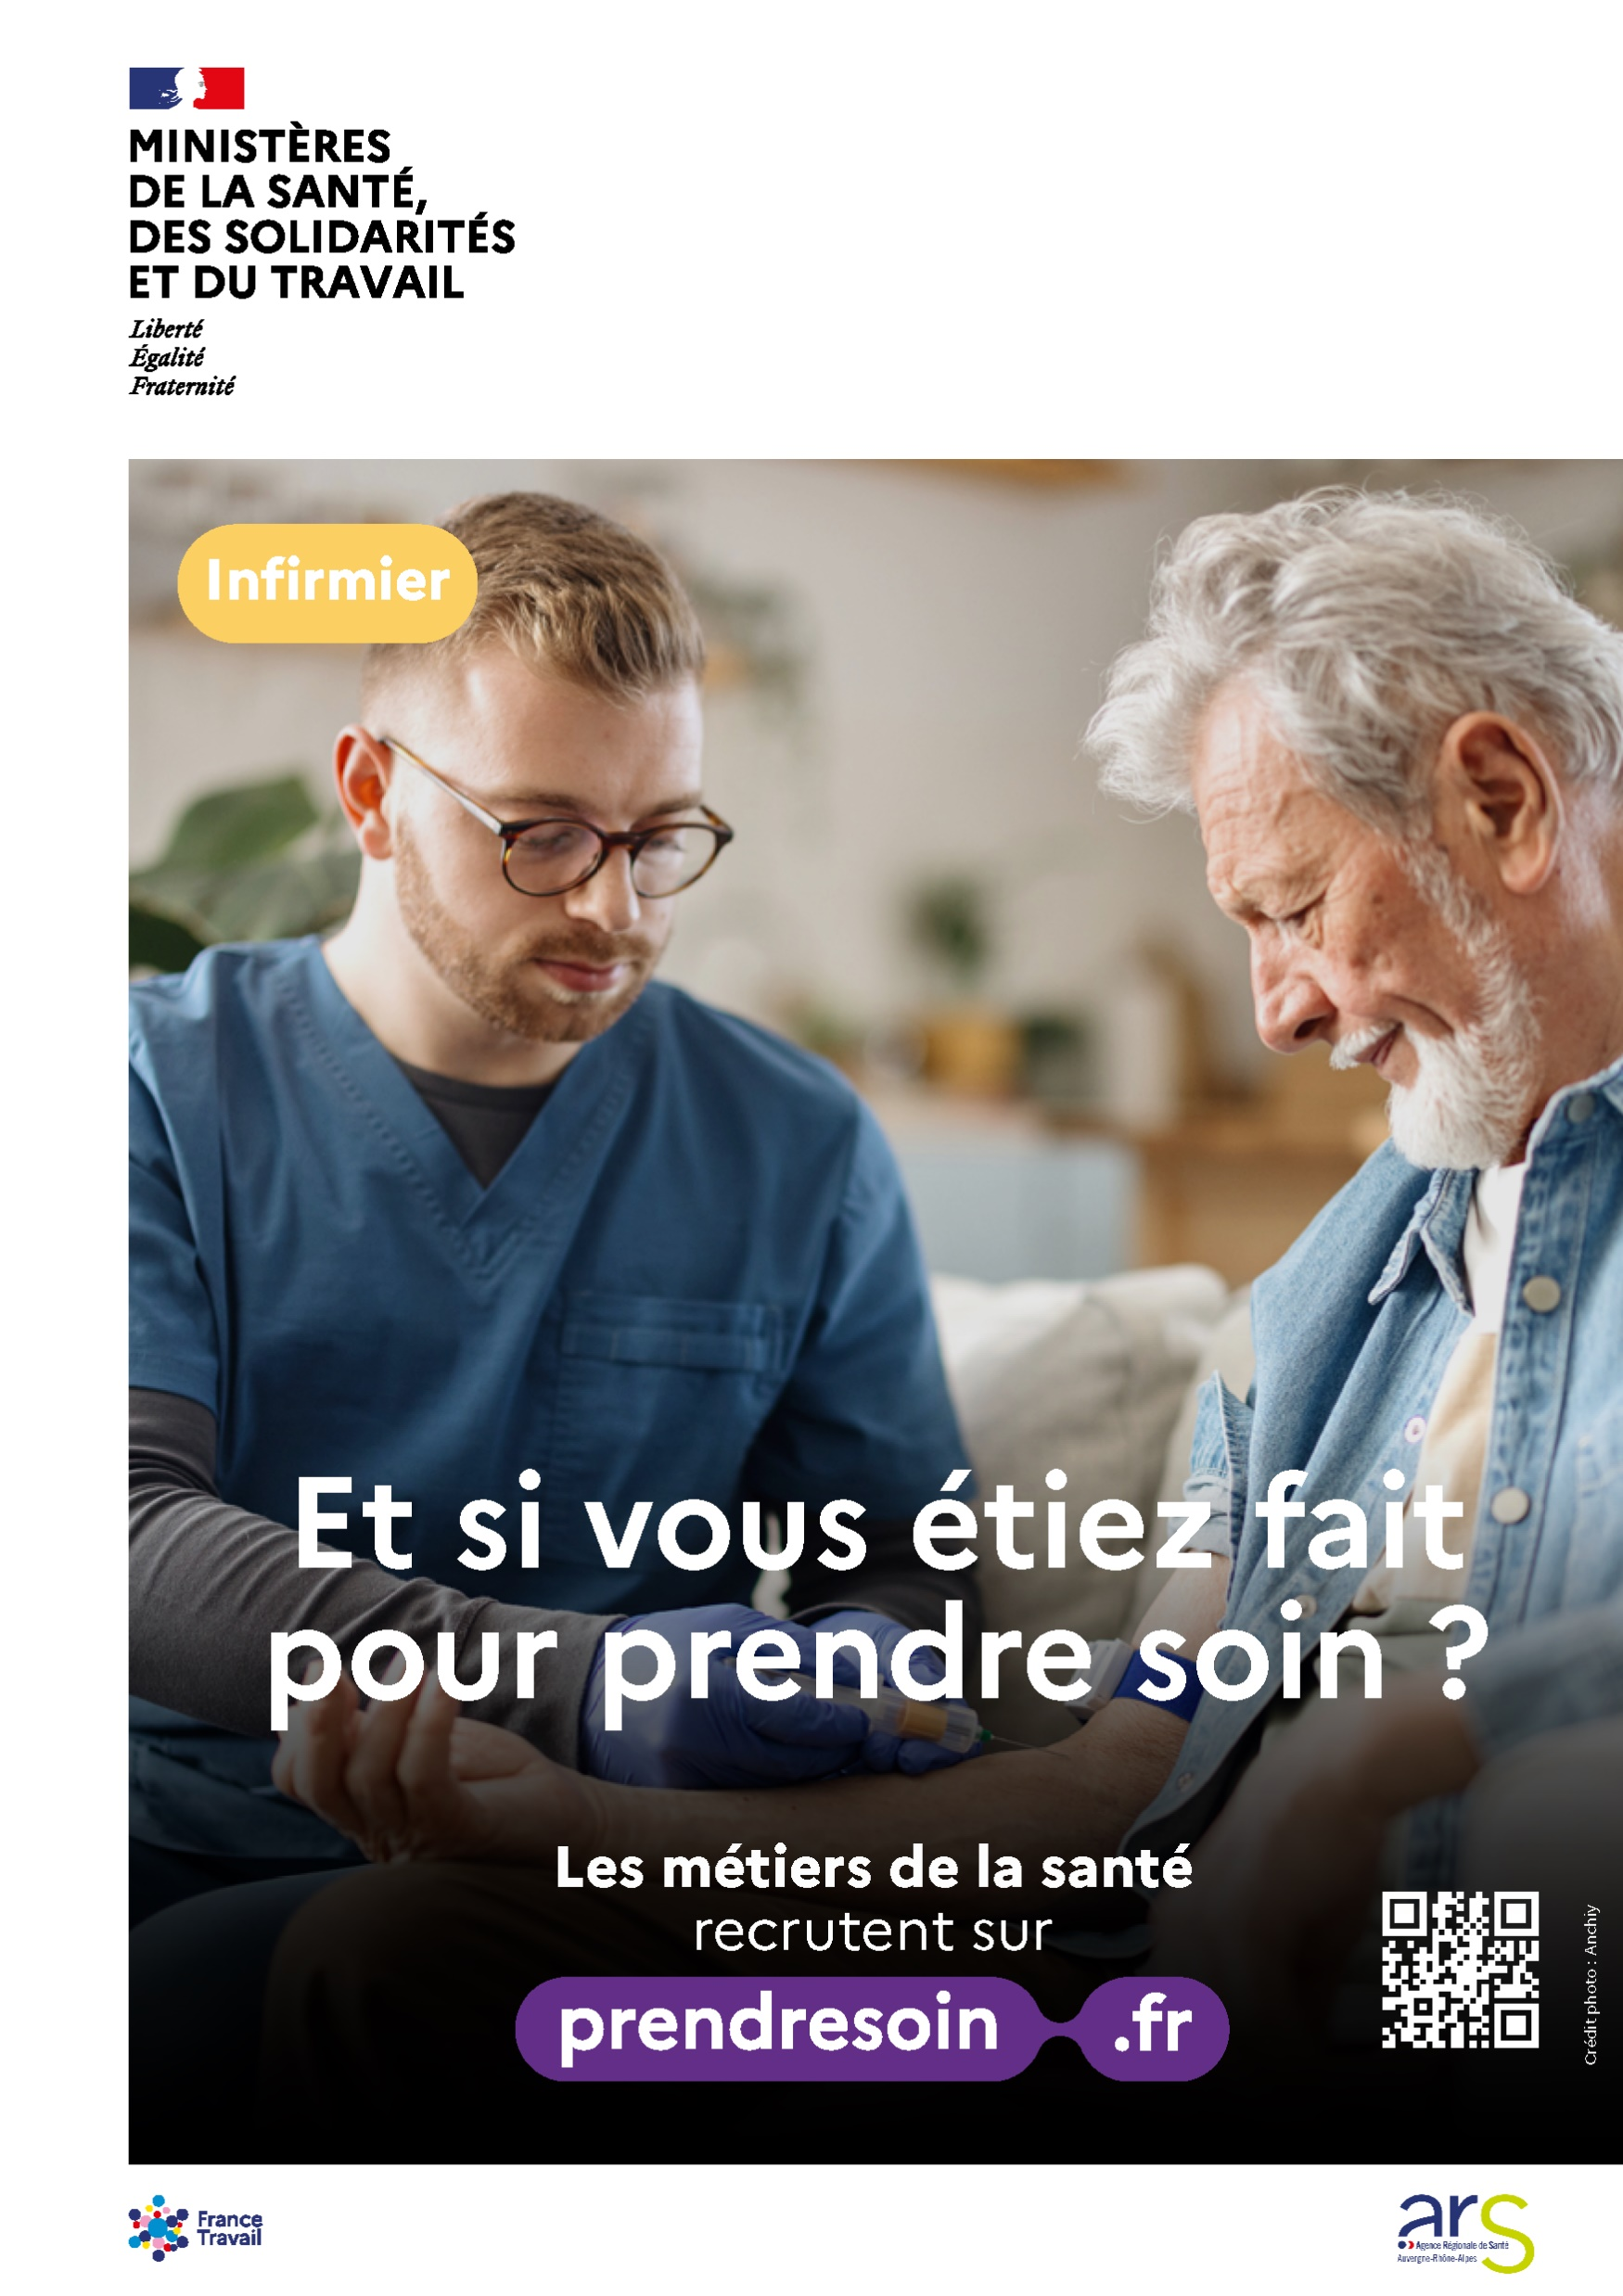 MINISTÈRES
DE LA SANTÉ,
DES SOLIDARITÉS
ET DU TRAVAIL
Liberté
Égalité
Fraternité
Infirmier
Et si vous étiez fait
pour prendre soin ?
Les métiers de la santé
recrutent sur
prendresoin .fr
Crédit photo : Anchiy
France
Travail
ars
Agence Régionale de Santé
Auvergne-Rhône-Alpes